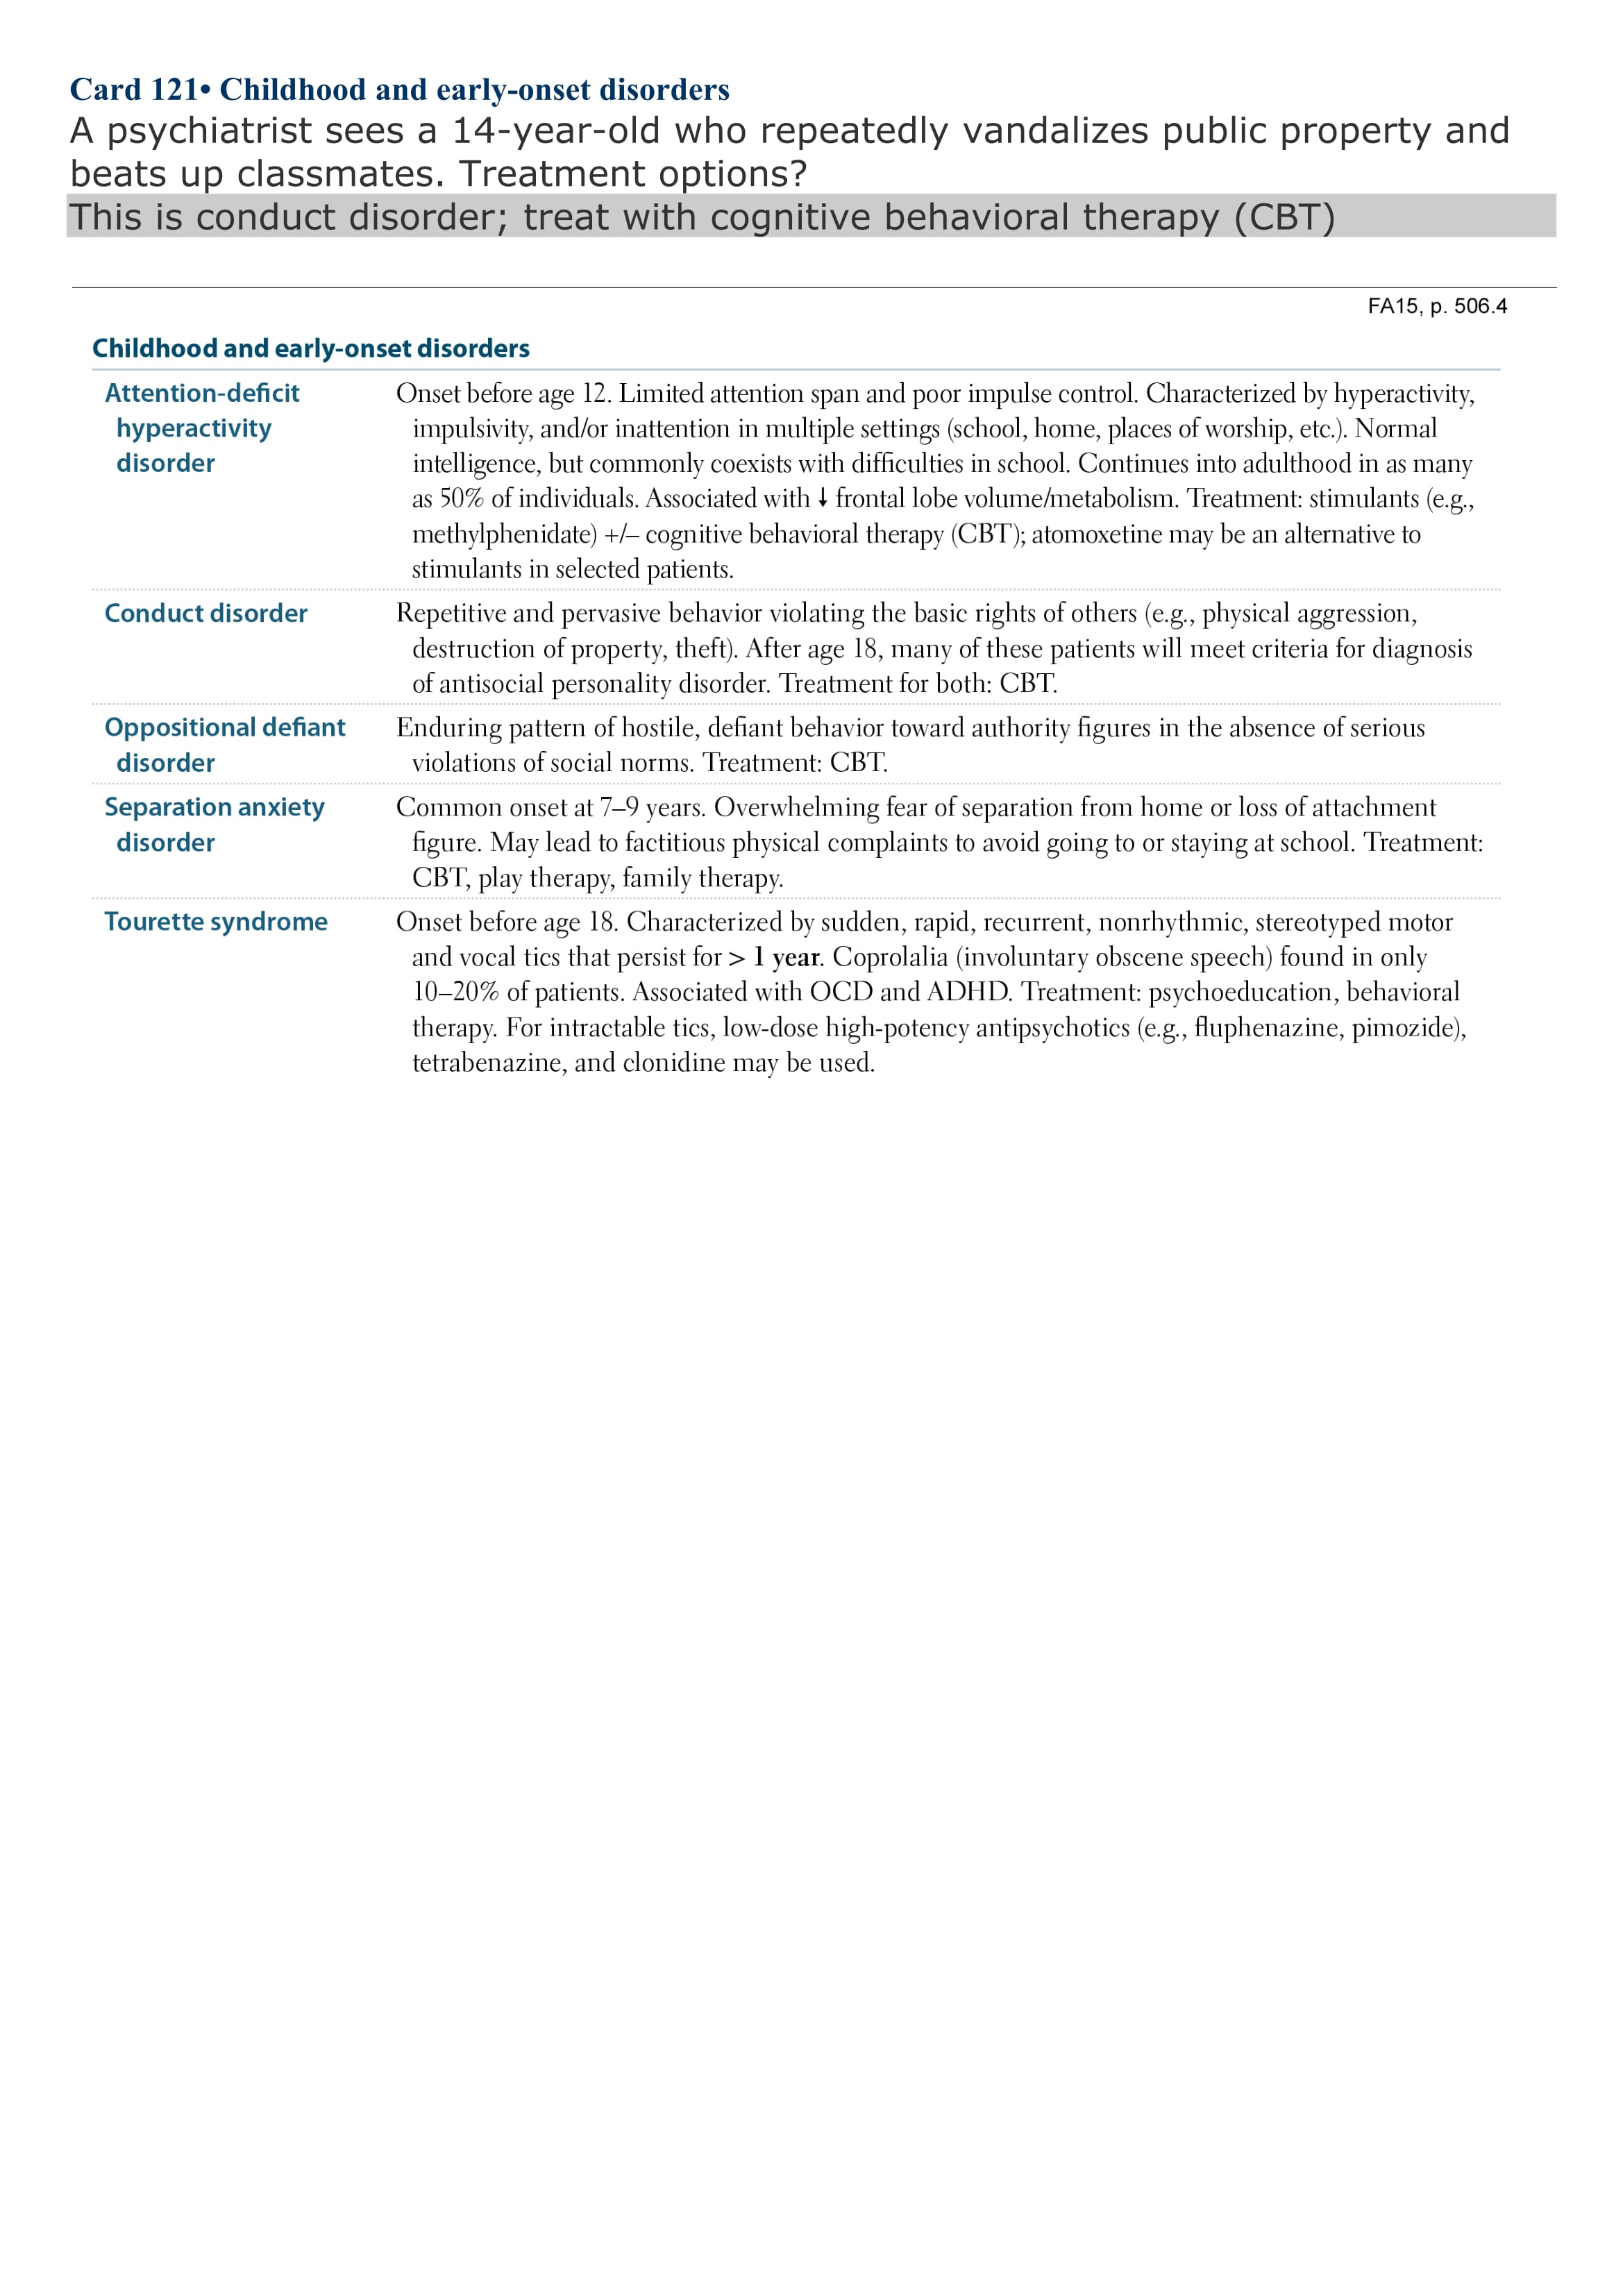 Card 121• Childhood and early-onset disorders
A psychiatrist sees a 14-year-old who repeatedly vandalizes public property and
beats up classmates. Treatment options?
This is conduct disorder; treat with cognitive behavioral therapy (CBT)
FA15, p. 506.4
Childhood and early-onset disorders
Attention-deficit
hyperactivity
disorder
Onset before age 12. Limited attention span and poor impulse control. Characterized by hyperactivity,
impulsivity, and/or inattention in multiple settings (school, home, places of worship, etc.). Normal
intelligence, but commonly coexists with difficulties in school. Continues into adulthood in as many
as 50% of individuals. Associated with ↓ frontal lobe volume/metabolism. Treatment: stimulants (e.g.,
methylphenidate) +/– cognitive behavioral therapy (CBT); atomoxetine may be an alternative to
stimulants in selected patients.
Conduct disorder
Repetitive and pervasive behavior violating the basic rights of others (e.g., physical aggression,
destruction of property, theft). After age 18, many of these patients will meet criteria for diagnosis
of antisocial personality disorder. Treatment for both: CBT.
Oppositional defiant
disorder
Enduring pattern of hostile, defiant behavior toward authority figures in the absence of serious
violations of social norms. Treatment: CBT.
Separation anxiety
disorder
Common onset at 7–9 years. Overwhelming fear of separation from home or loss of attachment
figure. May lead to factitious physical complaints to avoid going to or staying at school. Treatment:
CBT, play therapy, family therapy.
Tourette syndrome
Onset before age 18. Characterized by sudden, rapid, recurrent, nonrhythmic, stereotyped motor
and vocal tics that persist for > 1 year. Coprolalia (involuntary obscene speech) found in only
10–20% of patients. Associated with OCD and ADHD. Treatment: psychoeducation, behavioral
therapy. For intractable tics, low-dose high-potency antipsychotics (e.g., fluphenazine, pimozide),
tetrabenazine, and clonidine may be used.